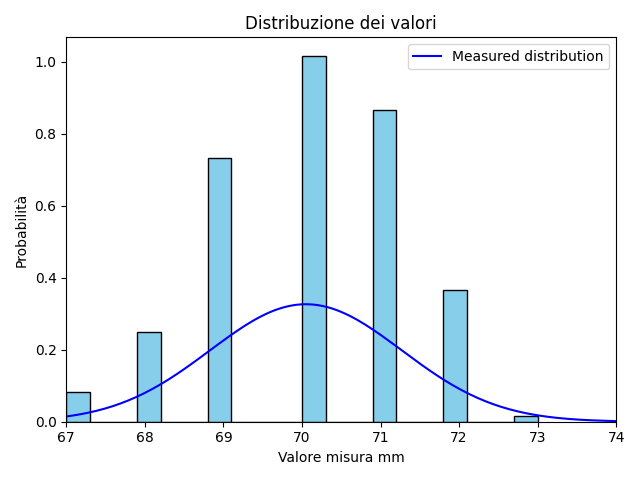 Distribuzione dei valori
Measured distribution
Probabilità
1.0
0.8
0.6
0.4
0.2
0.0
67 68 69 70 71 72 73 74
Valore misura mm